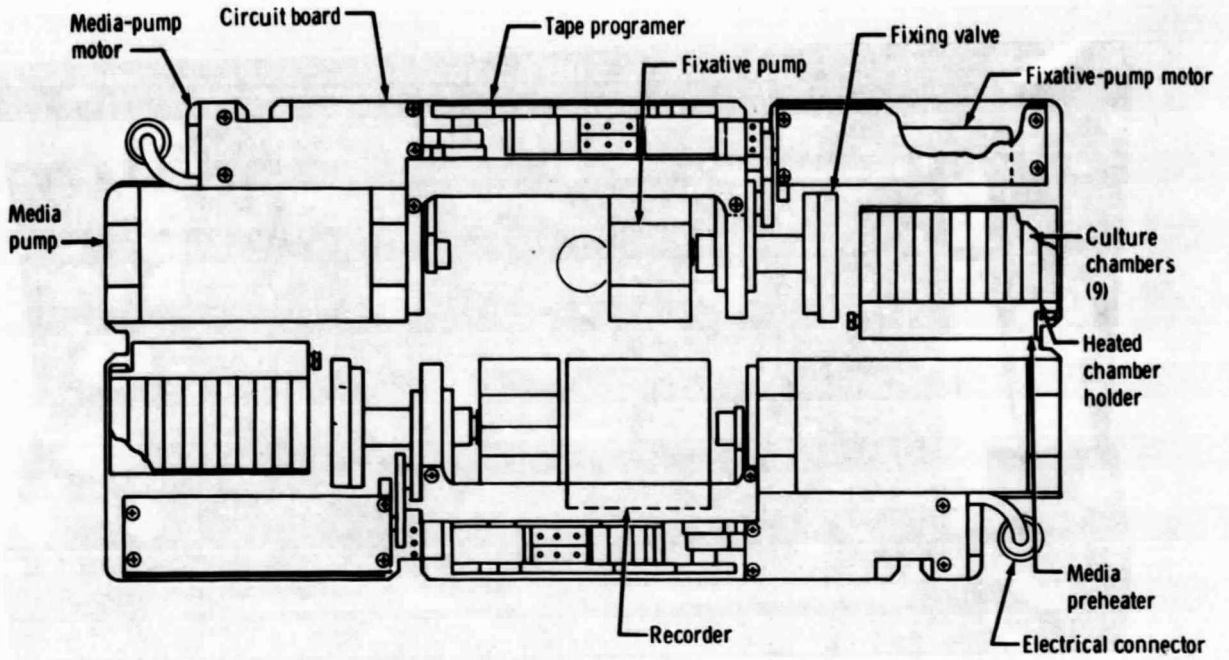 Media-pump
motor
Circuit board
Tape programer
Fixative pump
Fixing valve
Fixative-pump motor
Media
pump
Culture
chambers
(9)
Heated
chamber
holder
Media
preheater
Electrical connector
Recorder